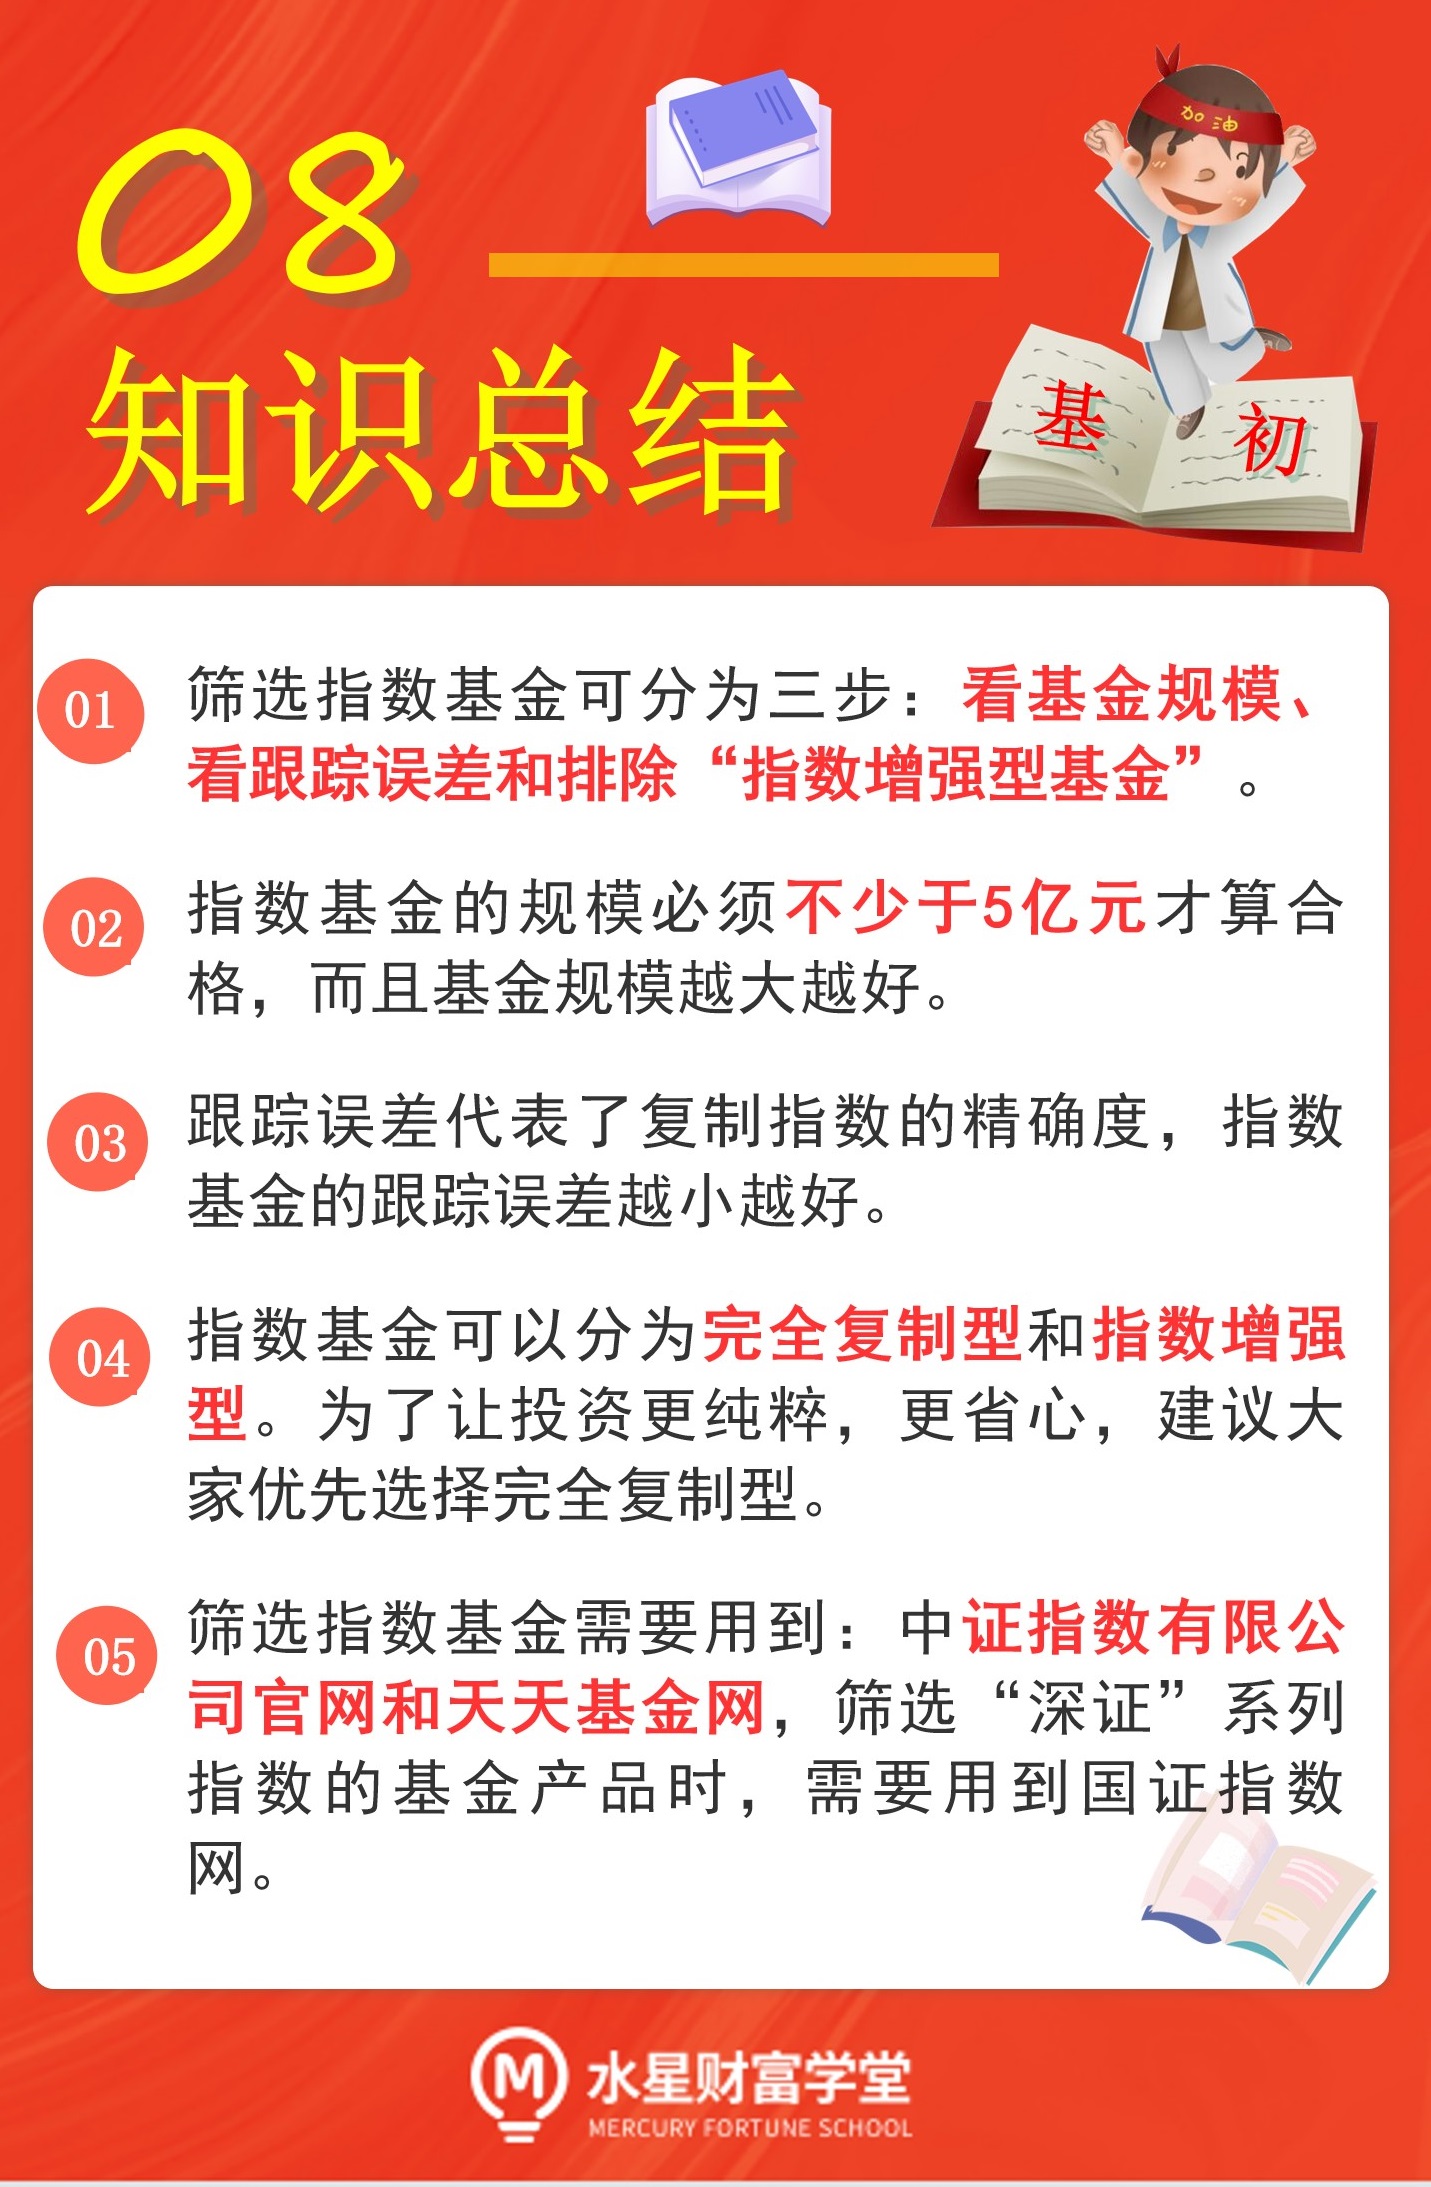 08
知识总结
加油
基 初
01
筛选指数基金可分为三步：看基金规模、
看跟踪误差和排除“指数增强型基金”。
02
指数基金的规模必须不少于5亿元才算合
格，而且基金规模越大越好。
03
跟踪误差代表了复制指数的精确度，指数
基金的跟踪误差越小越好。
04
指数基金可以分为完全复制型和指数增强
型。为了让投资更纯粹，更省心，建议大
家优先选择完全复制型。
05
筛选指数基金需要用到：中证指数有限公
司官网和天天基金网，筛选“深证”系列
指数的基金产品时，需要用到国证指数
网。
M
水星财富学堂
MERCURY FORTUNE SCHOOL